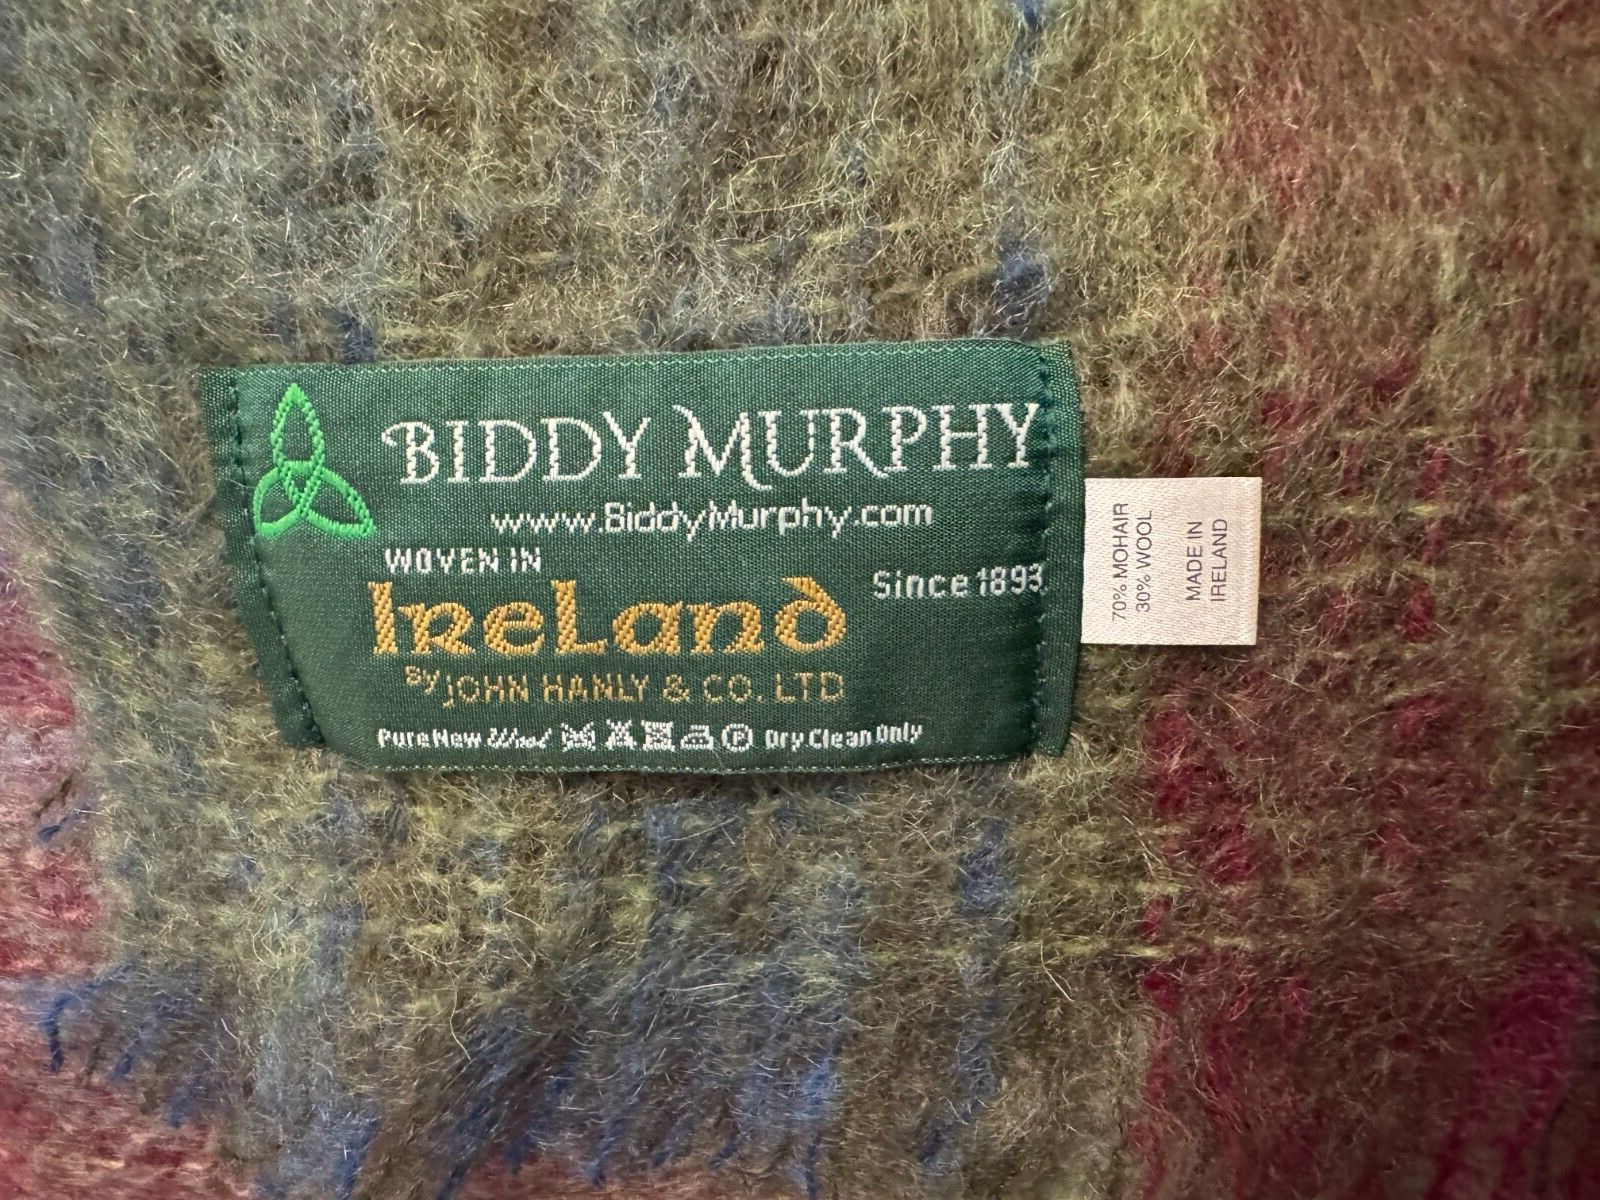 BIDDY MURPHY
www.BiddyMurphy.com
WOVEN IN
Ireland
Since 1893
By JOHN HANLY & CO. LTD
Pure New Wool P Dry Clean Only
70% MOHAIR
30% WOOL
MADE IN
IRELAND